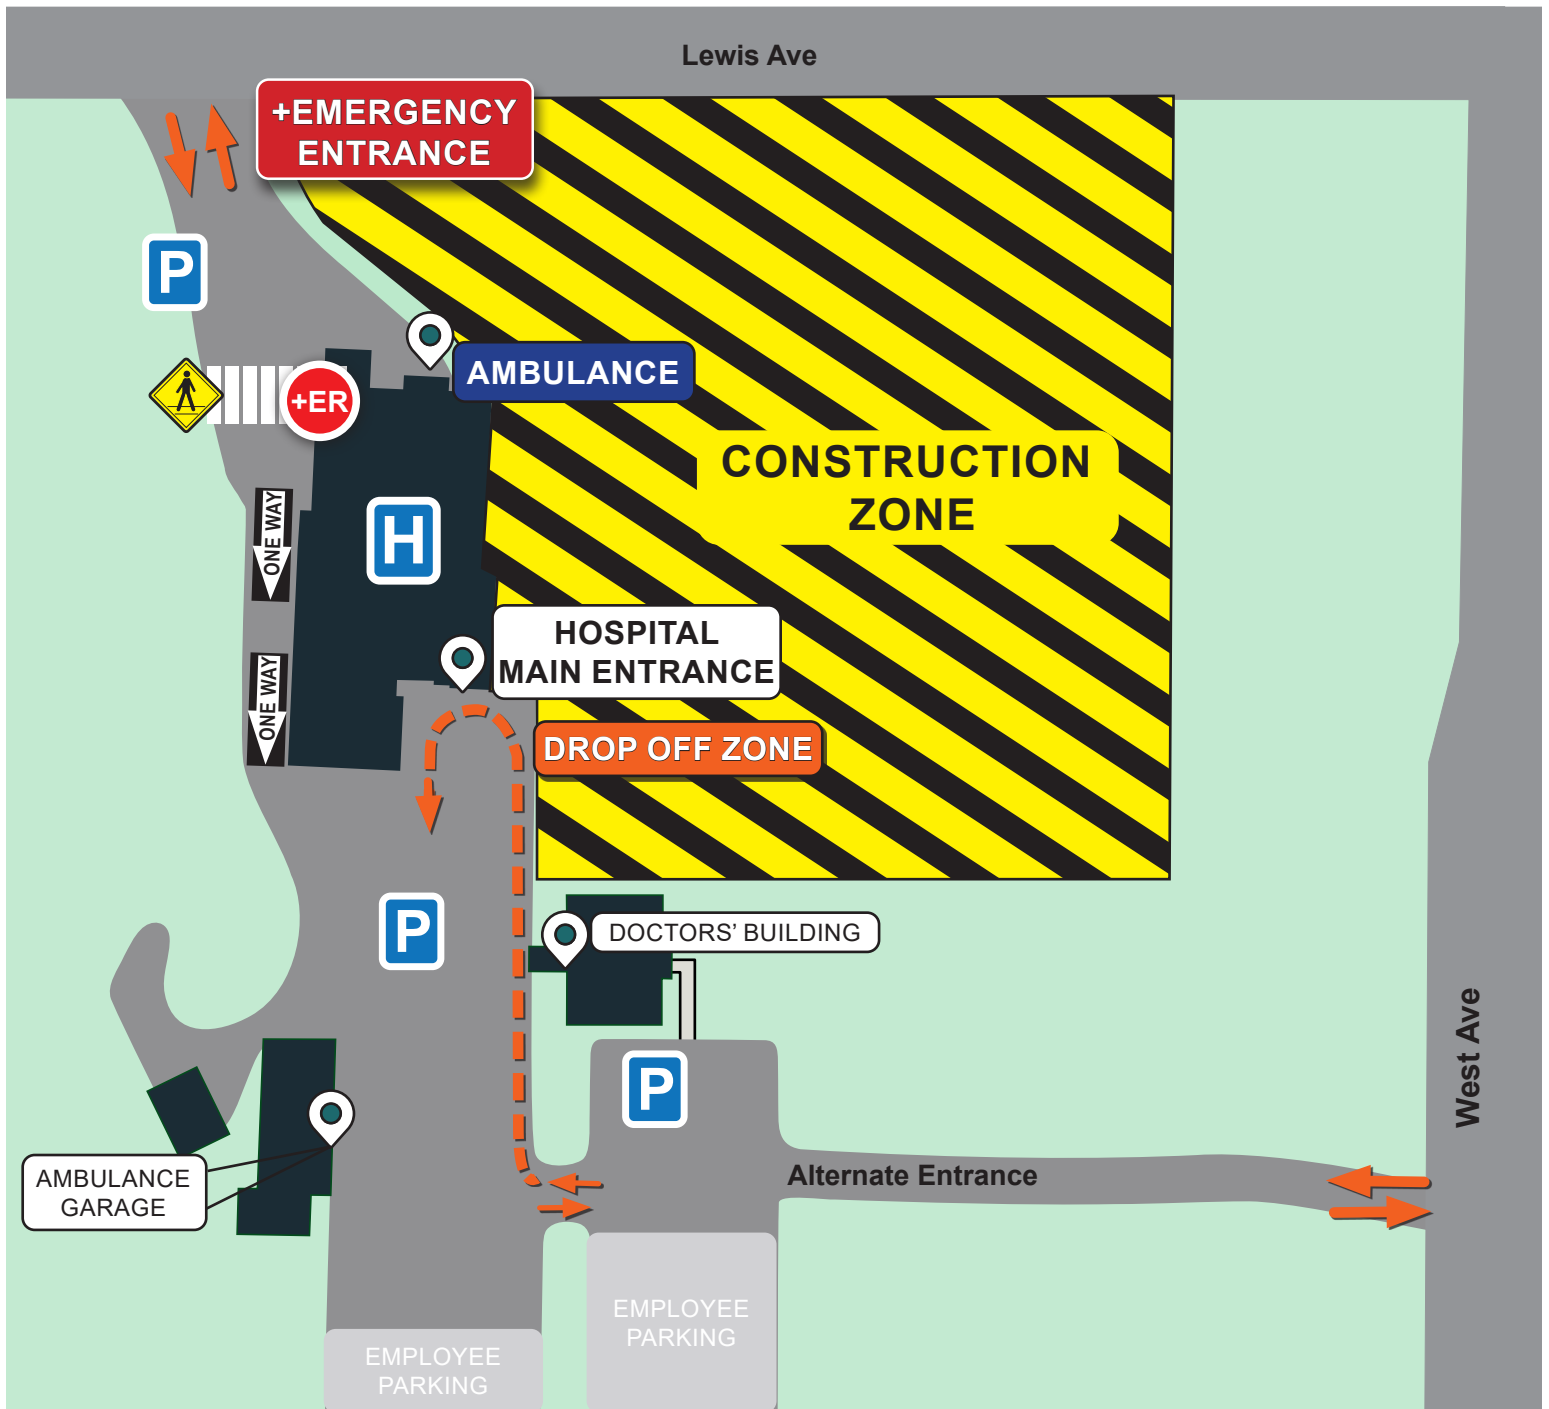 Lewis Ave
+EMERGENCY
ENTRANCE
P
AMBULANCE
+ER
CONSTRUCTION
ZONE
ONE WAY
H
HOSPITAL
MAIN ENTRANCE
ONE WAY
DROP OFF ZONE
P
DOCTORS’ BUILDING
West Ave
P
AMBULANCE
GARAGE
Alternate Entrance
EMPLOYEE
PARKING
EMPLOYEE
PARKING